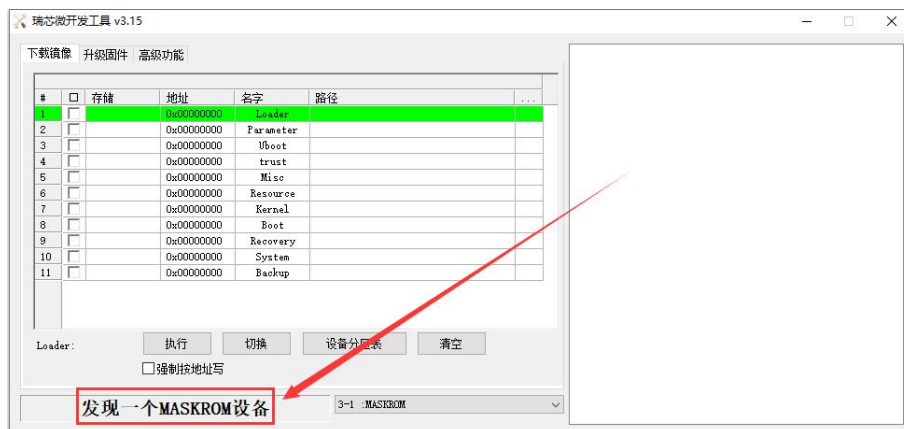 瑞芯微开发工具 v3.15
下载镜像 升级固件 高级功能
# 存储 地址 名字 路径 ...
1 0x00000000 Loader
2 0x00000000 Parameter
3 0x00000000 Uboot
4 0x00000000 trust
5 0x00000000 Misc
6 0x00000000 Resource
7 0x00000000 Kernel
8 0x00000000 Boot
9 0x00000000 Recovery
10 0x00000000 System
11 0x00000000 Backup
Loader: 执行 切换 设备分区表 清空
强制按地址写
发现一个MASKROM设备 3-1 :MASKROM